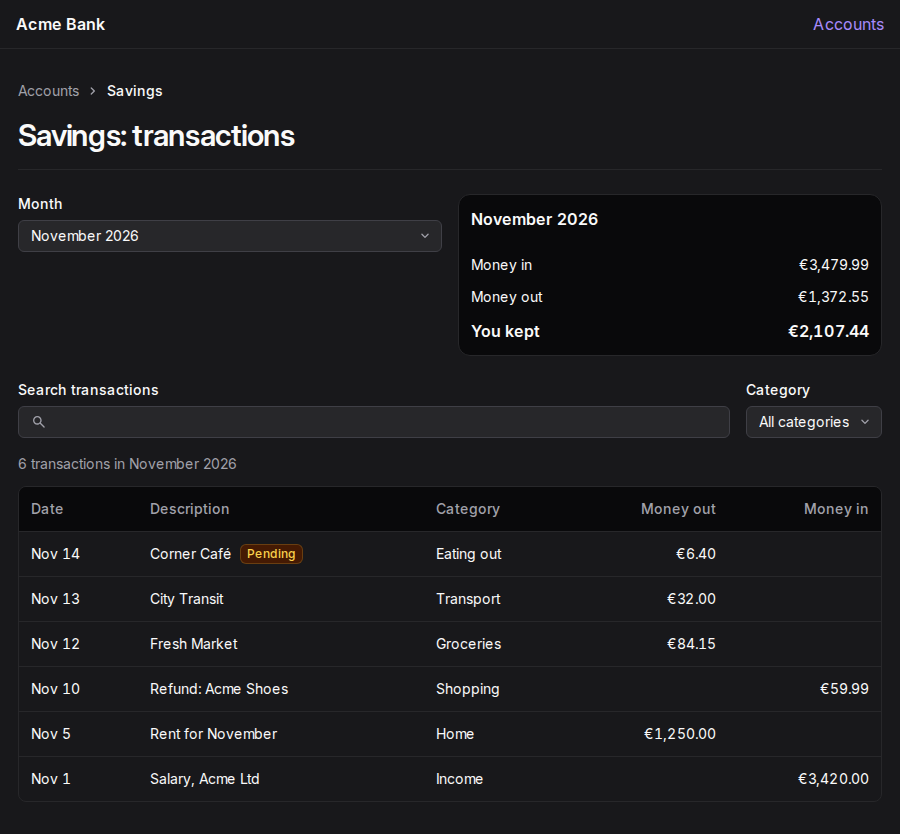 Acme Bank
Accounts
Accounts > Savings
Savings: transactions
Month
November 2026
November 2026
Money in €3,479.99
Money out €1,372.55
You kept €2,107.44
Search transactions
Category
All categories
6 transactions in November 2026
Date Description Category Money out Money in
Nov 14 Corner Café Pending Eating out €6.40
Nov 13 City Transit Transport €32.00
Nov 12 Fresh Market Groceries €84.15
Nov 10 Refund: Acme Shoes Shopping €59.99
Nov 5 Rent for November Home €1,250.00
Nov 1 Salary, Acme Ltd Income €3,420.00